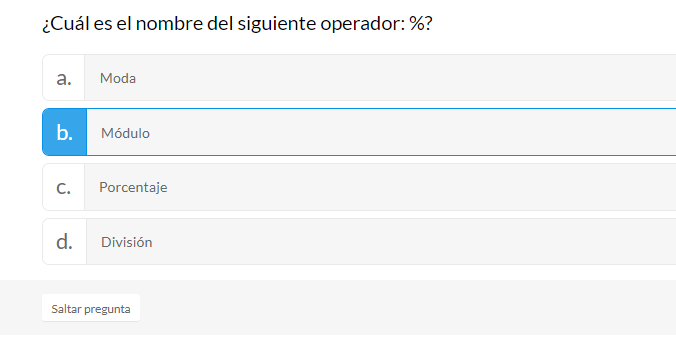 ¿Cuál es el nombre del siguiente operador: %?
a. Moda
b. Módulo
c. Porcentaje
d. División
Saltar pregunta